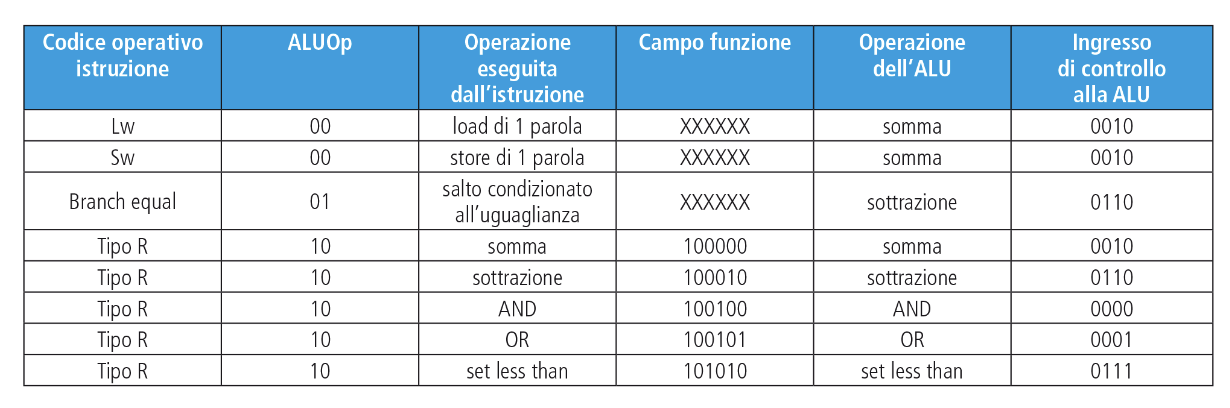 Codice operativo istruzione ALUOp Operazione eseguita dall'istruzione Campo funzione Operazione dell'ALU Ingresso di controllo alla ALU
Lw 00 load di 1 parola XXXXXX somma 0010
Sw 00 store di 1 parola XXXXXX somma 0010
Branch equal 01 salto condizionato all'uguaglianza XXXXXX sottrazione 0110
Tipo R 10 somma 100000 somma 0010
Tipo R 10 sottrazione 100010 sottrazione 0110
Tipo R 10 AND 100100 AND 0000
Tipo R 10 OR 100101 OR 0001
Tipo R 10 set less than 101010 set less than 0111